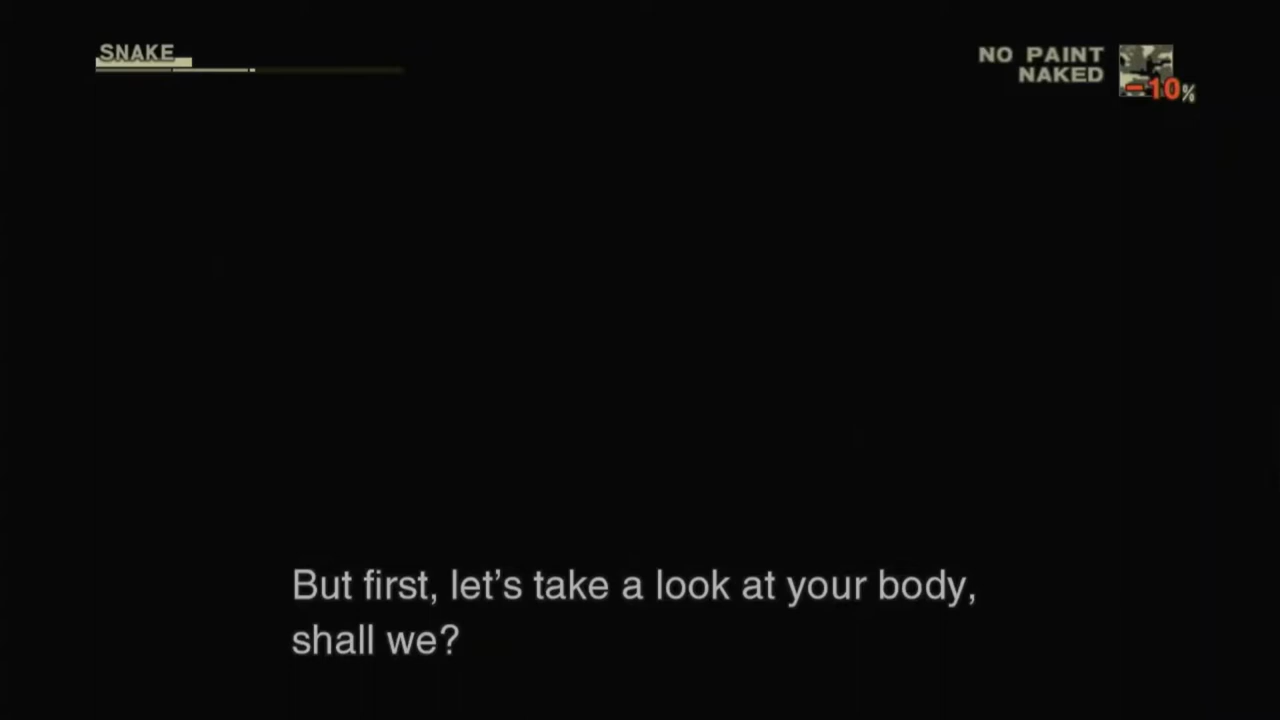 SNAKE
NO PAINT
NAKED
-10%
But first, let's take a look at your body,
shall we?